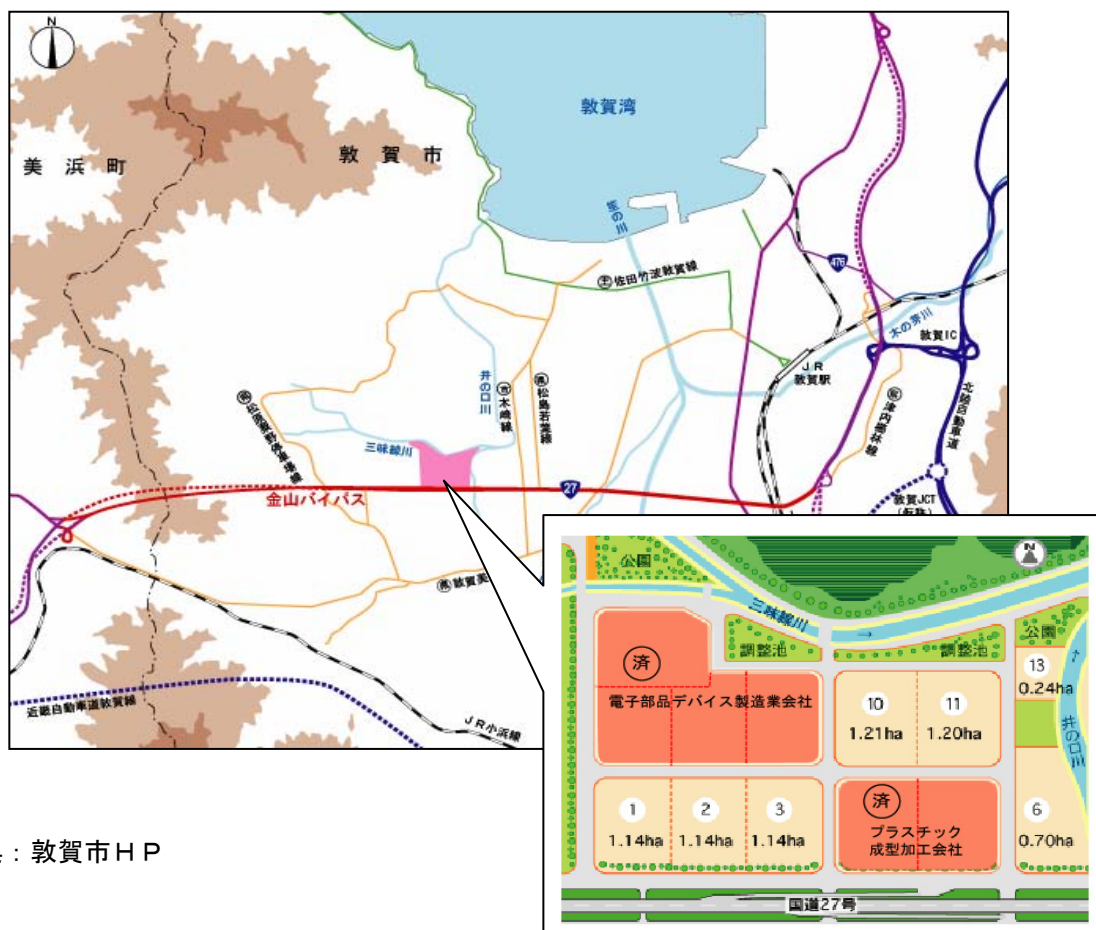 N
敦賀湾
美浜町
敦賀市
笙の川
佐田竹波敦賀線
476
木の芽川
敦賀IC
JR
敦賀駅
井の口川
木崎線
松島若葉線
北陸自動車道
三味線川
金山バイパス
27
敦賀JCT
(仮称)
近畿自動車道敦賀線
JR小浜線
N
公園
三味線川
→
調整池
調整池
公園
済
電子部品デバイス製造業会社
10
1.21ha
11
1.20ha
13
0.24ha
井の口川
1
1.14ha
2
1.14ha
3
1.14ha
済
プラスチック
成型加工会社
6
0.70ha
国道27号
:敦賀市HP